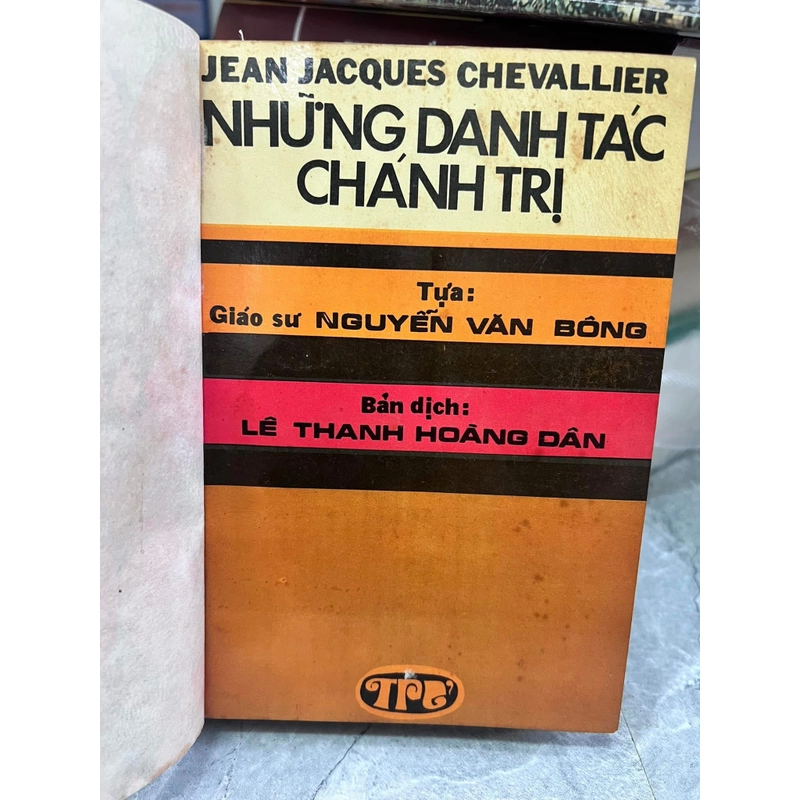 JEAN JACQUES CHEVALLIER
NHỮNG DANH TÁC
CHÁNH TRỊ
Tựa:
Giáo sư NGUYỄN VĂN BÔNG
Bản dịch:
LÊ THANH HOÀNG DÂN